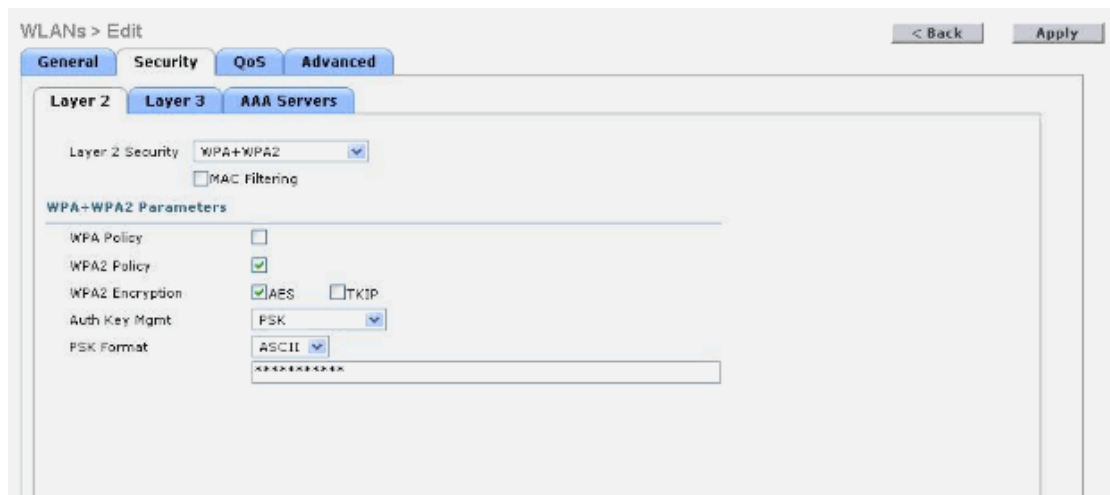 WLANs > Edit
< Back Apply
General Security QoS Advanced
Layer 2 Layer 3 AAA Servers
Layer 2 Security WPA+WPA2
MAC Filtering
WPA+WPA2 Parameters
WPA Policy
WPA2 Policy
WPA2 Encryption AES TKIP
Auth Key Mgmt PSK
PSK Format ASCII
***********